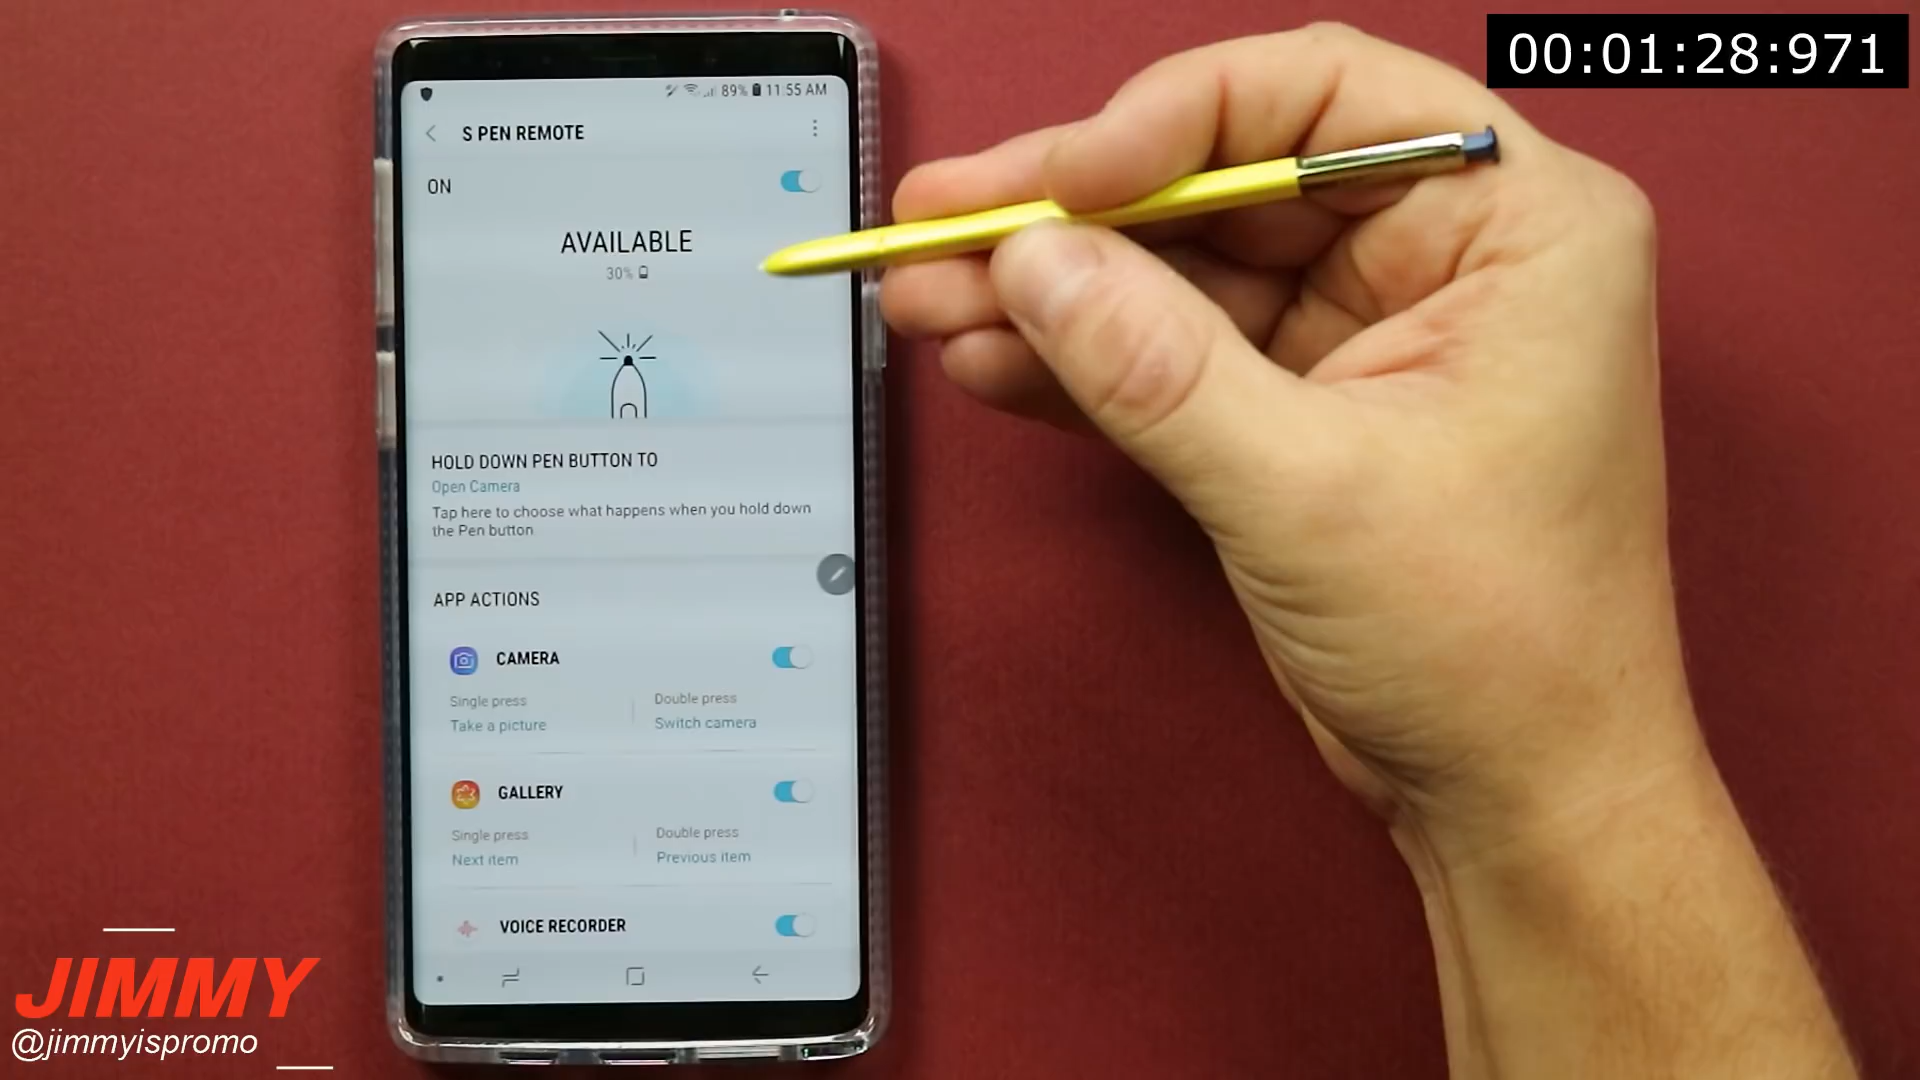 00:01:28:971
89% 11:55 AM
S PEN REMOTE
ON
AVAILABLE
30%
HOLD DOWN PEN BUTTON TO
Open Camera
Tap here to choose what happens when you hold down
the Pen button
APP ACTIONS
CAMERA
Single press Double press
Take a picture Switch camera
GALLERY
Single press Double press
Next item Previous item
VOICE RECORDER
JIMMY
@jimmyispromo